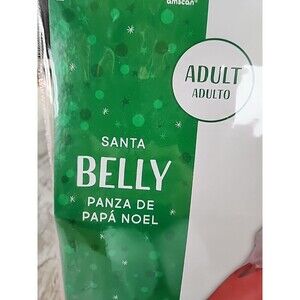 amscan
ADULT
ADULTO
SANTA
BELLY
PANZA DE
PAPÁ NOEL